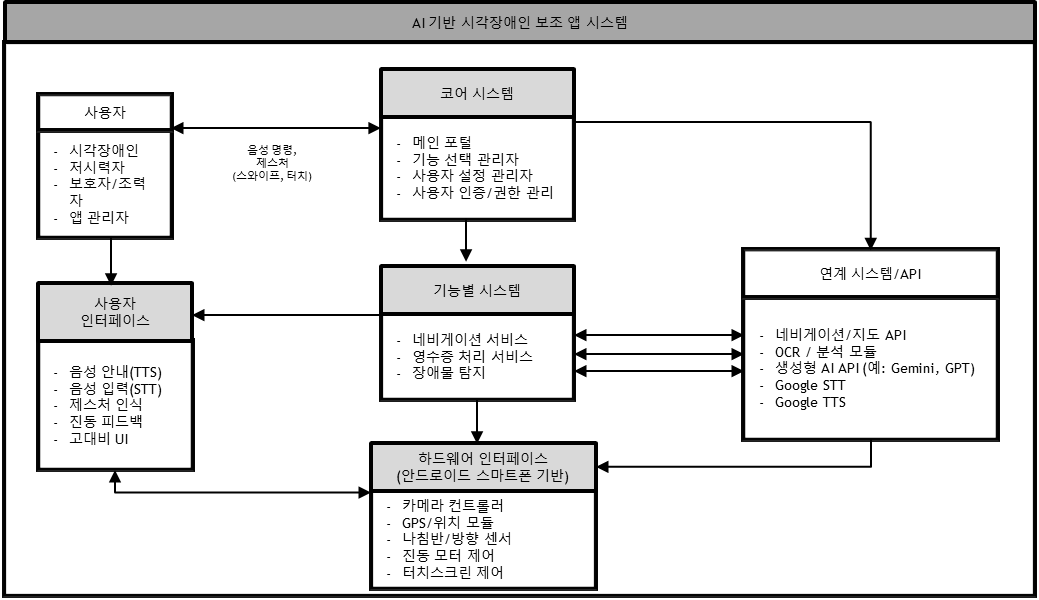 AI 기반 시각장애인 보조 앱 시스템
사용자
- 시각장애인
- 저시력자
- 보호자/조력
자
- 앱 관리자
음성 명령,
제스처
(스와이프, 터치)
코어 시스템
- 메인 포털
- 기능 선택 관리자
- 사용자 설정 관리자
- 사용자 인증/권한 관리
사용자
인터페이스
- 음성 안내(TTS)
- 음성 입력(STT)
- 제스처 인식
- 진동 피드백
- 고대비 UI
기능별 시스템
- 네비게이션 서비스
- 영수증 처리 서비스
- 장애물 탐지
연계 시스템/API
- 네비게이션/지도 API
- OCR / 분석 모듈
- 생성형 AI API (예: Gemini, GPT)
- Google STT
- Google TTS
하드웨어 인터페이스
(안드로이드 스마트폰 기반)
- 카메라 컨트롤러
- GPS/위치 모듈
- 나침반/방향 센서
- 진동 모터 제어
- 터치스크린 제어